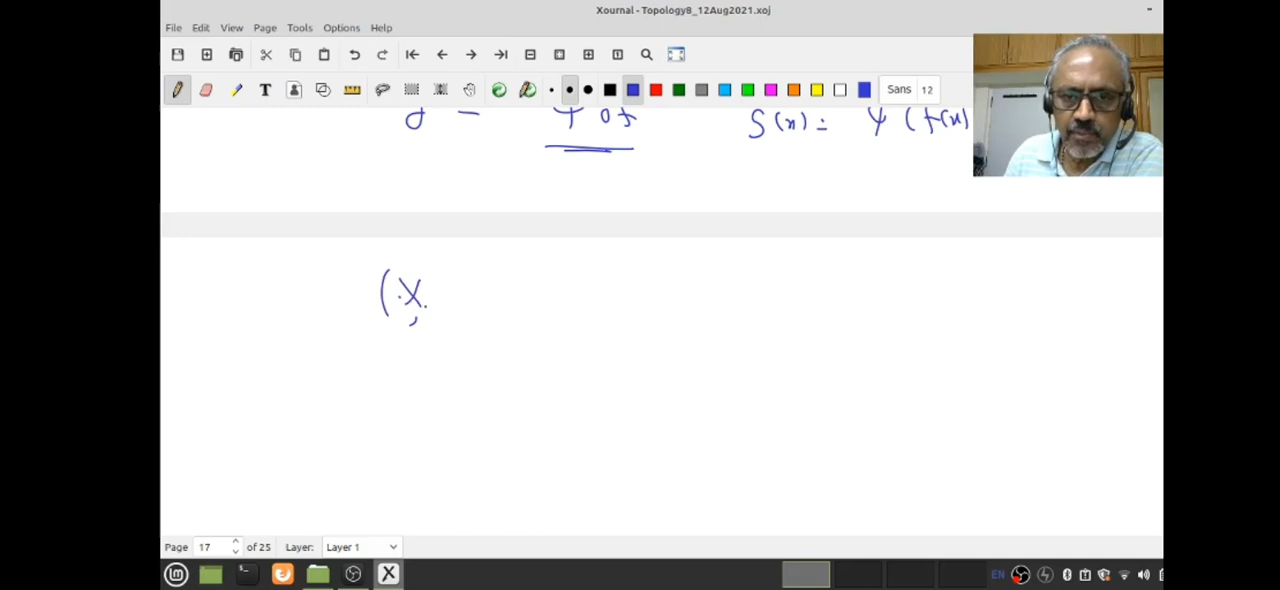 Xournal - Topology8_12Aug2021.xoj
File Edit View Page Tools Options Help
T Sans 12
= ψ o f S(x) = ψ ( f(x)
( X ,
Page 17 of 25 Layer: Layer 1
EN